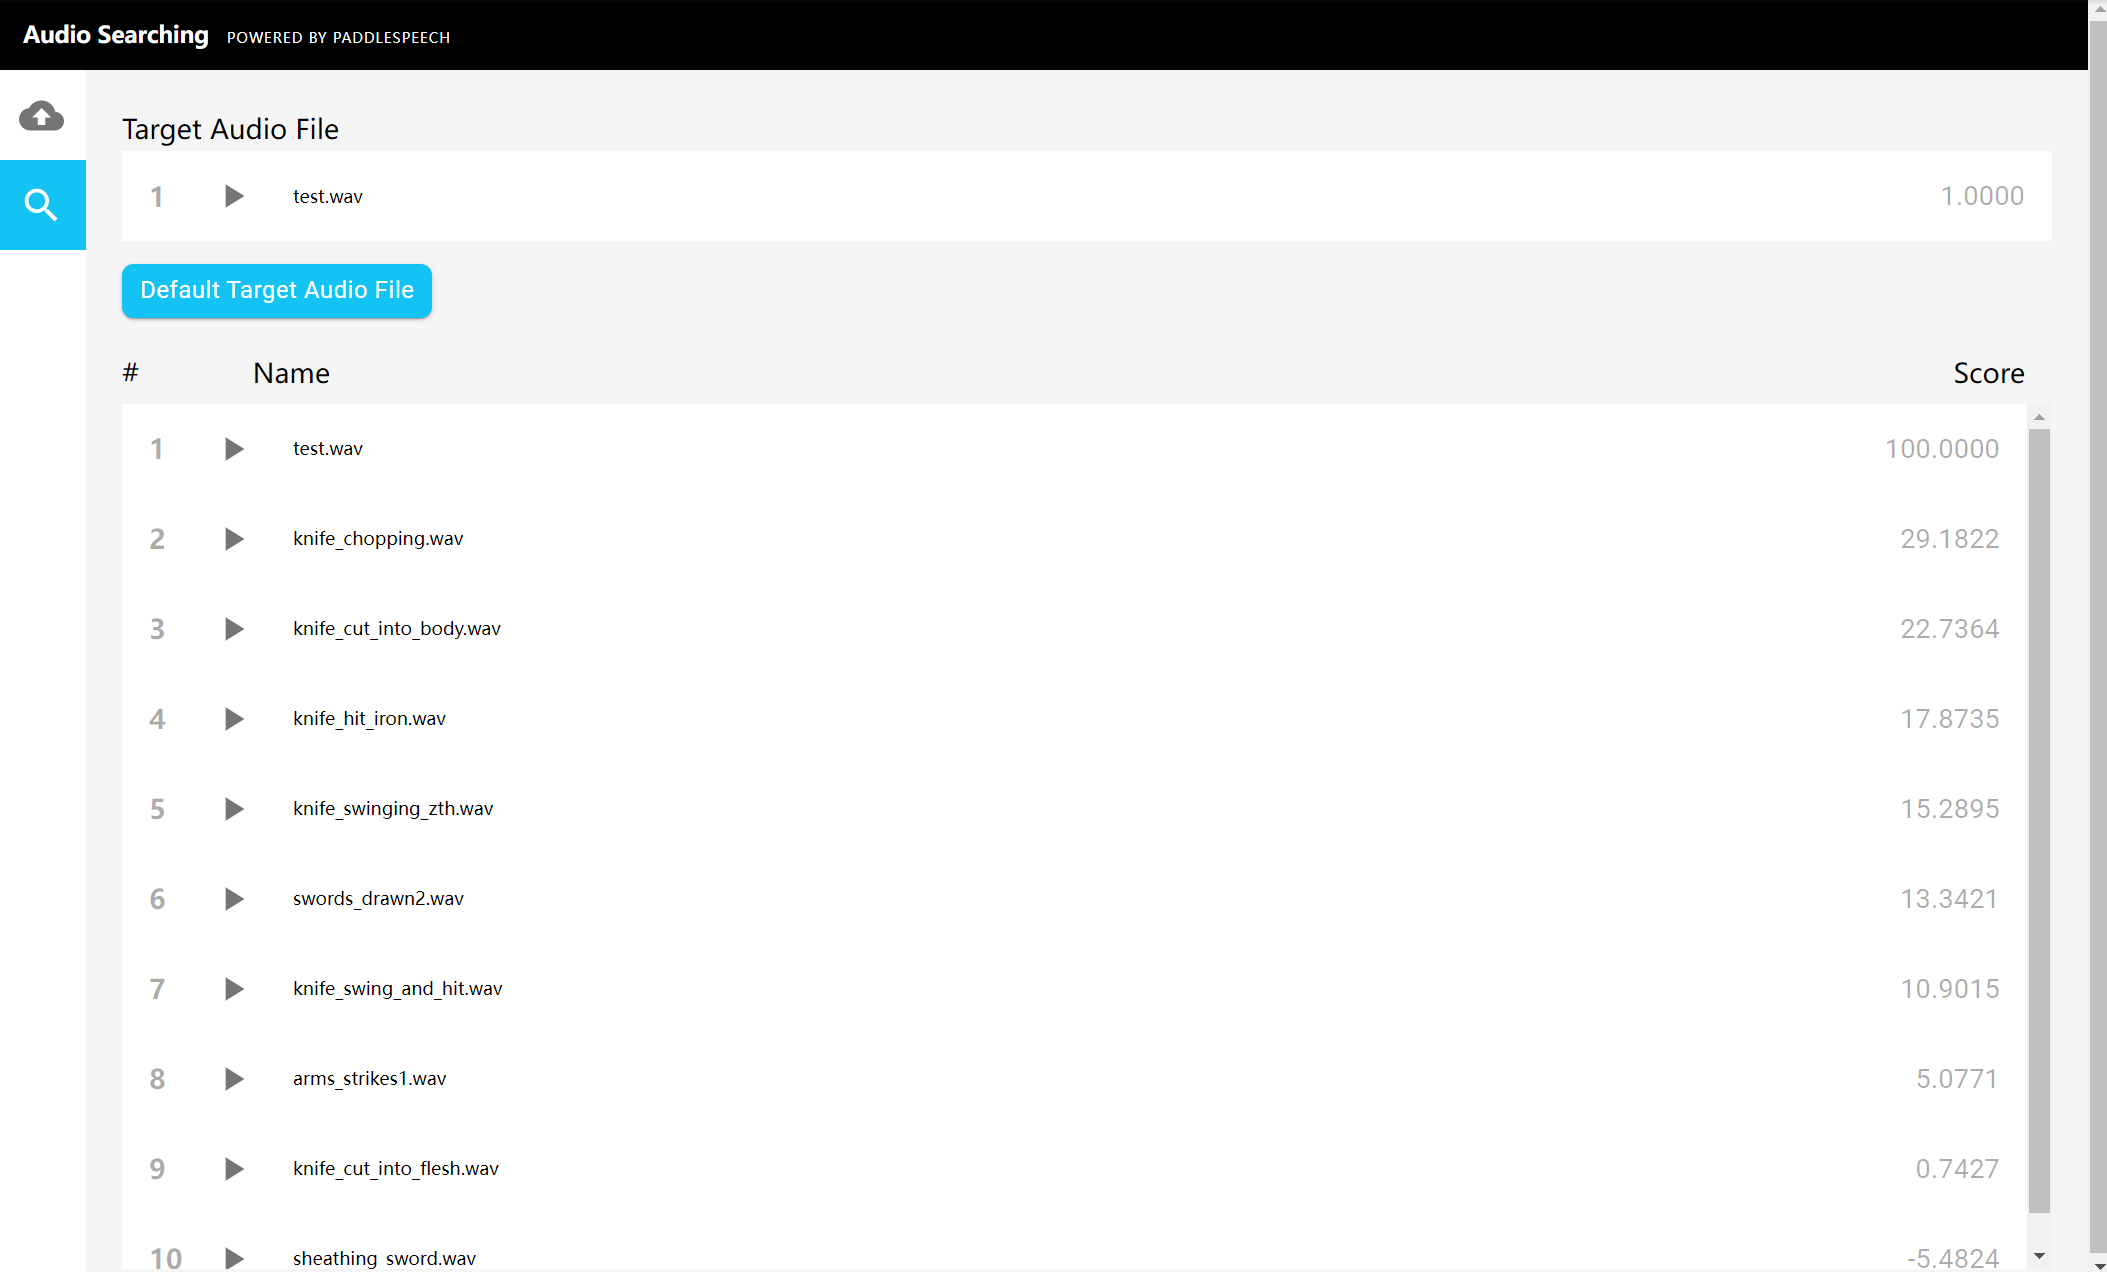 Audio Searching POWERED BY PADDLESPEECH
Target Audio File
1 test.wav 1.0000
Default Target Audio File
# Name Score
1 test.wav 100.0000
2 knife_chopping.wav 29.1822
3 knife_cut_into_body.wav 22.7364
4 knife_hit_iron.wav 17.8735
5 knife_swinging_zth.wav 15.2895
6 swords_drawn2.wav 13.3421
7 knife_swing_and_hit.wav 10.9015
8 arms_strikes1.wav 5.0771
9 knife_cut_into_flesh.wav 0.7427
10 sheathing_sword.wav -5.4824